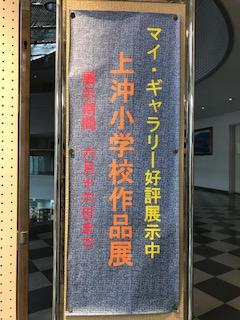 マイ・ギャラリー好評展示中
上沖小学校作品展
展示期間 六月十六日まで